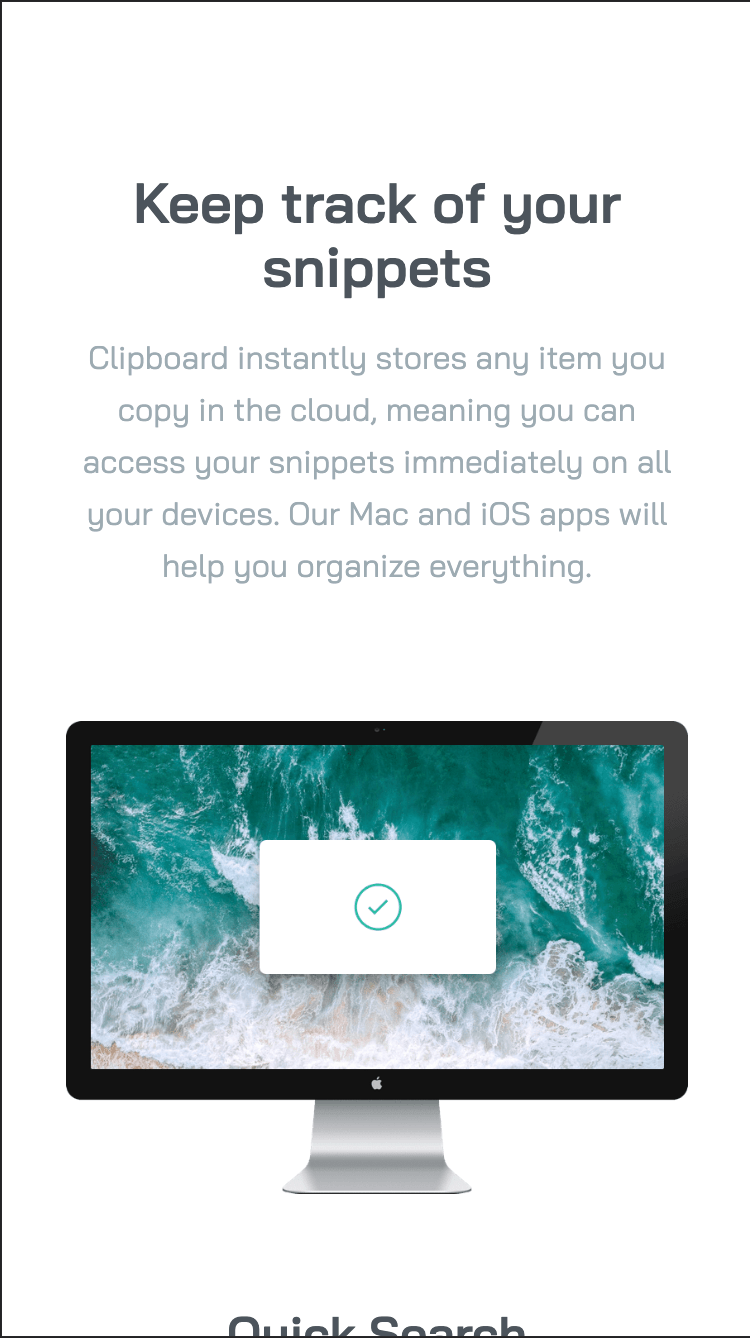 Keep track of your
snippets
Clipboard instantly stores any item you
copy in the cloud, meaning you can
access your snippets immediately on all
your devices. Our Mac and iOS apps will
help you organize everything.
Quick Search